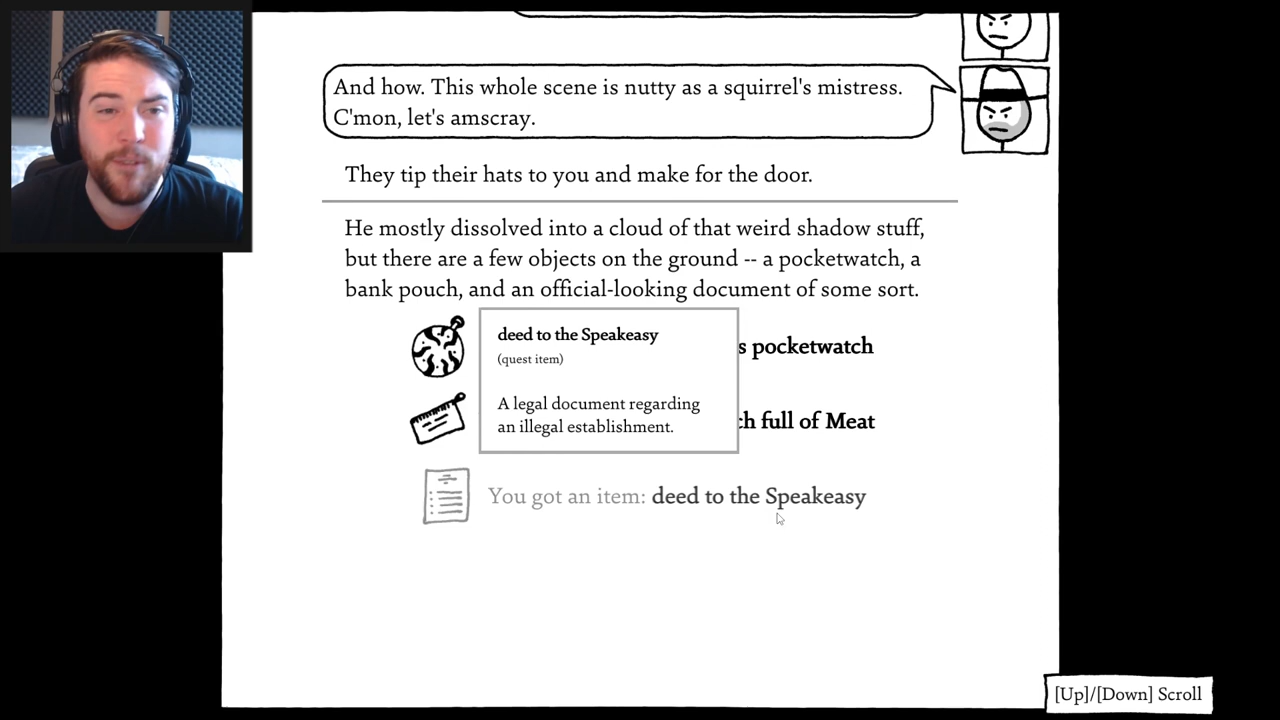 And how. This whole scene is nutty as a squirrel's mistress.
C'mon, let's amscray.
They tip their hats to you and make for the door.
He mostly dissolved into a cloud of that weird shadow stuff,
but there are a few objects on the ground -- a pocketwatch, a
bank pouch, and an official-looking document of some sort.
deed to the Speakeasy
(quest item)
A legal document regarding
an illegal establishment.
s pocketwatch
ch full of Meat
You got an item: deed to the Speakeasy
[Up]/[Down] Scroll